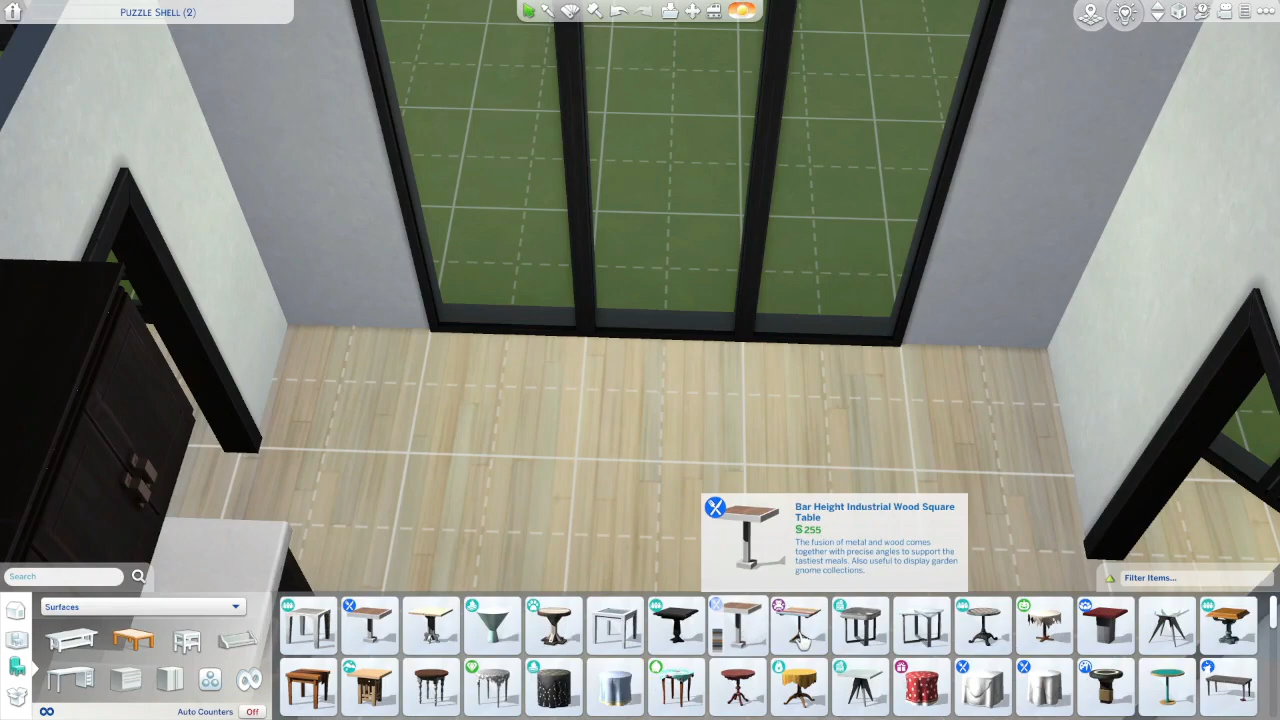 PUZZLE SHELL (2)
Bar Height Industrial Wood Square
Table
§255
The fusion of metal and wood comes
together with precise angles to support the
tastiest meals. Also useful to display garden
gnome collections.
Search
Filter Items...
Surfaces
Auto Counters
Off